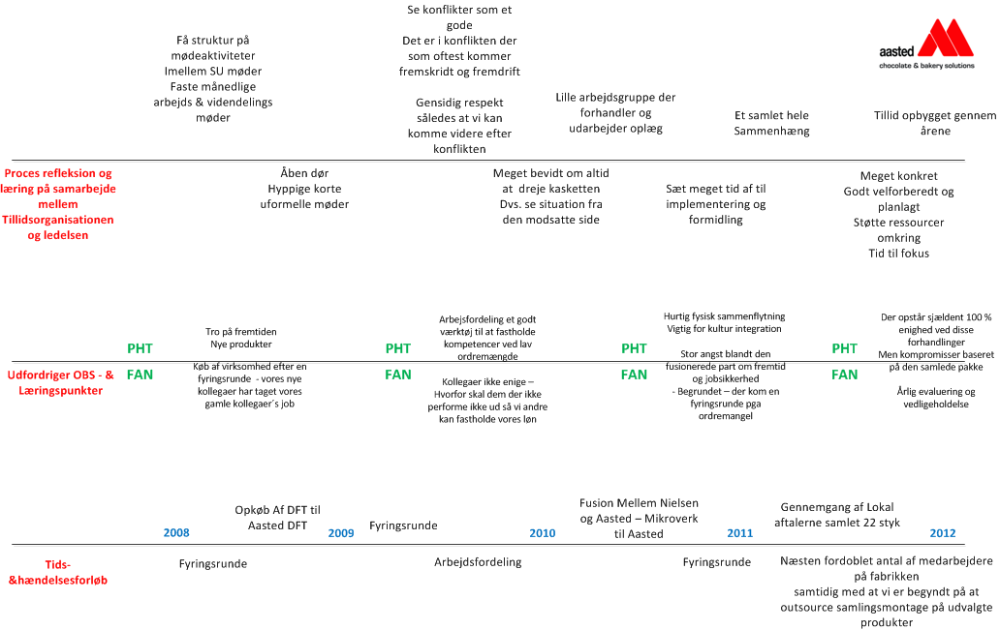 Få struktur på
mødeaktiviteter
Imellem SU møder
Faste månedlige
arbejds & videndelings
møder
Se konflikter som et
gode
Det er i konflikten der
som oftest kommer
fremskridt og fremdrift
Gensidig respekt
således at vi kan
komme videre efter
konflikten
Lille arbejdsgruppe der
forhandler og
udarbejder oplæg
Et samlet hele
Sammenhæng
aasted
chocolate & bakery solutions
Tillid opbygget gennem
årene
Proces refleksion og
læring på samarbejde
mellem
Tillidsorganisationen
og ledelsen
Åben dør
Hyppige korte
uformelle møder
Meget bevidt om altid
at dreje kasketten
Dvs. se situation fra
den modsatte side
Sæt meget tid af til
implementering og
formidling
Meget konkret
Godt velforberedt og
planlagt
Støtte ressourcer
omkring
Tid til fokus
PHT
Tro på fremtiden
Nye produkter
PHT
Arbejsfordeling et godt
værktøj til at fastholde
kompetencer ved lav
ordremængde
PHT
Hurtig fysisk sammenflytning
Vigtig for kultur integration
PHT
Der opstår sjældent 100 %
enighed ved disse
forhandlinger
Men kompromiser baseret
på den samlede pakke
Årlig evaluering og
vedligeholdelse
Udfordriger OBS - &
Læringspunkter
FAN
Køb af virksomhed efter en
fyringsrunde - vores nye
kollegaer har taget vores
gamle kollegaer´s job
FAN
Kollegaer ikke enige –
Hvorfor skal dem der ikke
performe ikke ud så vi andre
kan fastholde vores løn
FAN
Stor angst blandt den
fusionerede part om fremtid
og jobsikkerhed
- Begrundet – der kom en
fyringsrunde pga
ordremangel
FAN
2008
Opkøb Af DFT til
Aasted DFT
2009
Fyringsrunde
2010
Fusion Mellem Nielsen
og Aasted – Mikroverk
til Aasted
2011
Gennemgang af Lokal
aftalerne samlet 22 styk
2012
Tids-
&hændelsesforløb
Fyringsrunde
Arbejdsfordeling
Fyringsrunde
Næsten fordoblet antal af medarbejdere
på fabrikken
samtidig med at vi er begyndt på at
outsource samlingsmontage på udvalgte
produkter